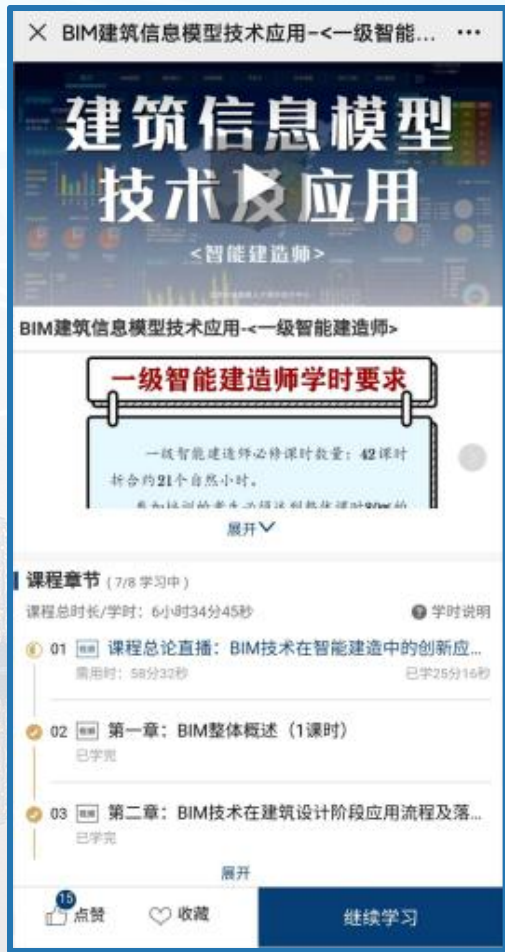 BIM建筑信息模型技术应用-<一级智能... ...
建筑信息模型
技术及应用
<智能建造师>
BIM建筑信息模型技术应用-<一级智能建造师>
一级智能建造师学时要求
一级智能建造师必修课时数量：42课时
折合约21个自然小时。
展开
课程章节 (7/8 学习中)
课程总时长/学时：6小时34分45秒 学时说明
01 视频 课程总论直播：BIM技术在智能建造中的创新应...
需用时：58分32秒 已学25分16秒
02 视频 第一章：BIM整体概述（1课时）
已学完
03 视频 第二章：BIM技术在建筑设计阶段应用流程及落...
已学完
展开
15
点赞 收藏 继续学习